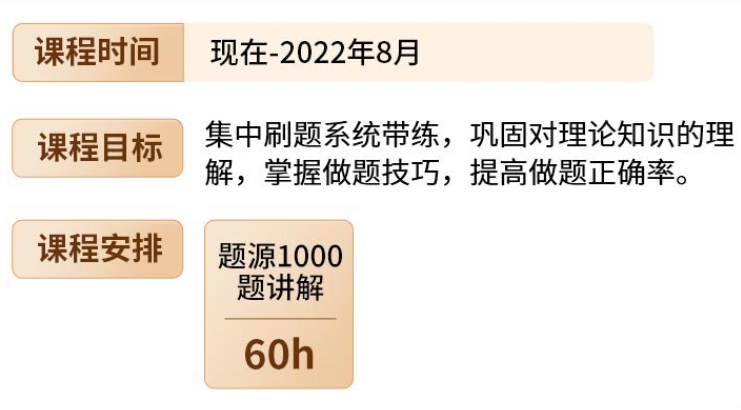 课程时间
现在-2022年8月
课程目标
集中刷题系统带练，巩固对理论知识的理
解，掌握做题技巧，提高做题正确率。
课程安排
题源1000
题讲解
60h